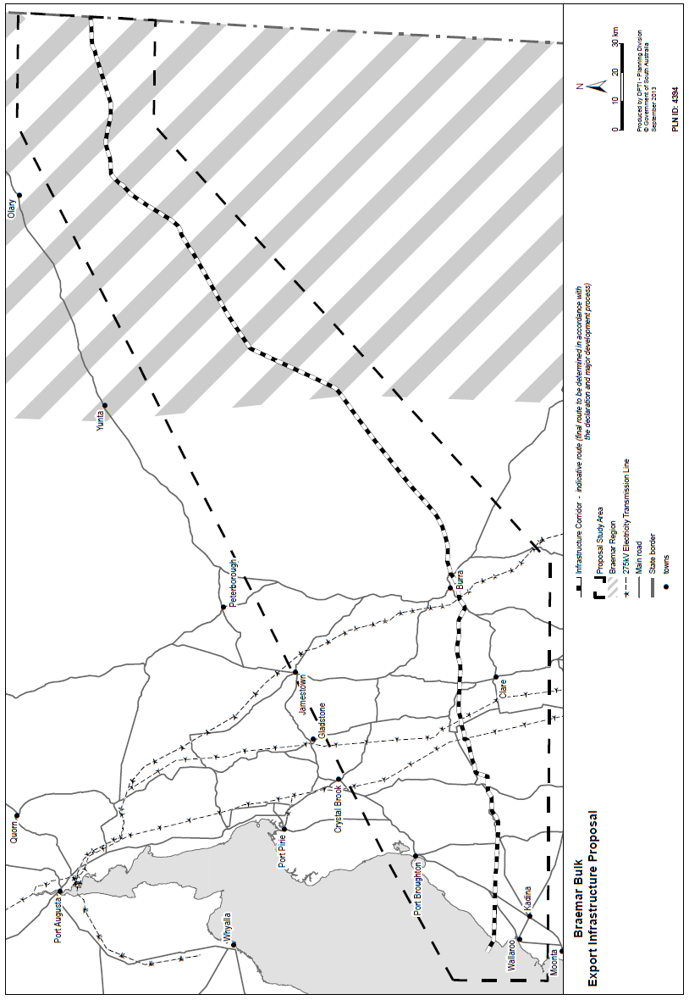 Olary
Yunta
Peterborough
Quorn
Jamestown
Gladstone
Burra
Clare
Port Augusta
Crystal Brook
Port Pirie
Whyalla
Port Broughton
Kadina
Wallaroo
Moonta
Braemar Bulk
Export Infrastructure Proposal
Infrastructure Corridor - indicative route (final route to be determined in accordance with
the declaration and major development process)
Proposal Study Area
Braemar Region
275kV Electricity Transmission Line
Main road
State border
towns
N
0 10 20 30 km
Produced by DPTI - Planning Division
© Government of South Australia
September 2013
PLN ID: 4394